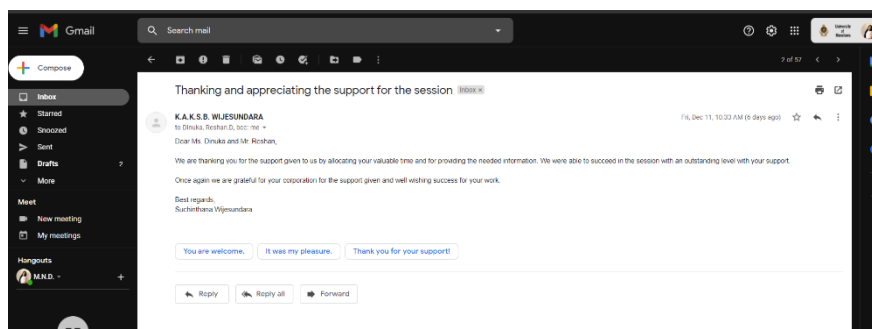 Gmail
Search mail
Compose
7 of 57
Inbox
Starred
Snoozed
Sent
Drafts
More
Meet
New meeting
My meetings
Hangouts
M.N.D.
Thanking and appreciating the support for the session Inbox ×
K.A.K.S.B. WIJESUNDARA
Fri, Dec 11, 10:33 AM (6 days ago)
to Dinuka, Roshan.D, bcc: me
Dear Ms. Dinuka and Mr. Roshan,
We are thanking you for the support given to us by allocating your valuable time and for providing the needed information. We were able to succeed in the session with an outstanding level with your support.
Once again we are grateful for your corporation for the support given and well wishing success for your work.
Best regards,
Suchinthana Wijesundara
You are welcome.
It was my pleasure.
Thank you for your support!
Reply
Reply all
Forward